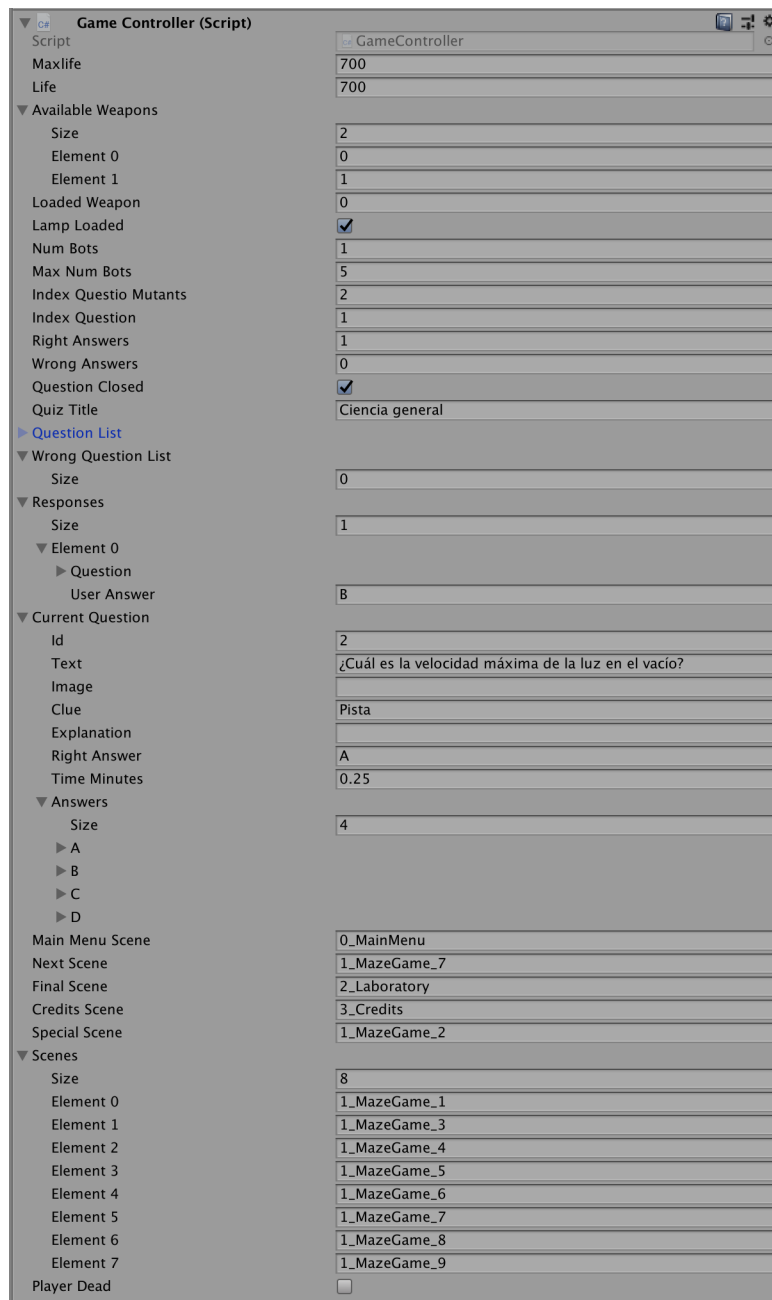 C# Game Controller (Script)
Script GameController
Maxlife 700
Life 700
Available Weapons
Size 2
Element 0 0
Element 1 1
Loaded Weapon 0
Lamp Loaded
Num Bots 1
Max Num Bots 5
Index Questio Mutants 2
Index Question 1
Right Answers 1
Wrong Answers 0
Question Closed
Quiz Title Ciencia general
Question List
Wrong Question List
Size 0
Responses
Size 1
Element 0
Question
User Answer B
Current Question
Id 2
Text ¿Cuál es la velocidad máxima de la luz en el vacío?
Image
Clue Pista
Explanation
Right Answer A
Time Minutes 0.25
Answers
Size 4
A
B
C
D
Main Menu Scene 0_MainMenu
Next Scene 1_MazeGame_7
Final Scene 2_Laboratory
Credits Scene 3_Credits
Special Scene 1_MazeGame_2
Scenes
Size 8
Element 0 1_MazeGame_1
Element 1 1_MazeGame_3
Element 2 1_MazeGame_4
Element 3 1_MazeGame_5
Element 4 1_MazeGame_6
Element 5 1_MazeGame_7
Element 6 1_MazeGame_8
Element 7 1_MazeGame_9
Player Dead